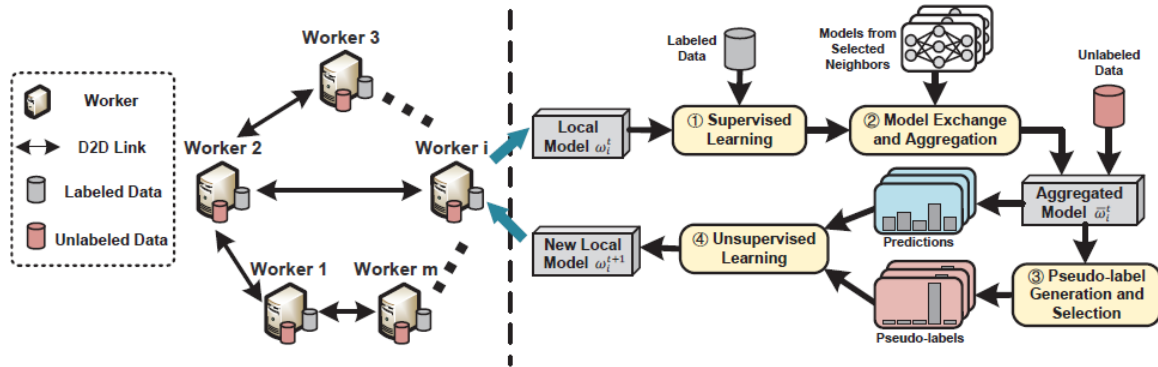 Worker
D2D Link
Labeled Data
Unlabeled Data
Worker 3
Worker 2
Worker i
Worker 1
Worker m
Local
Model ω_i^t
Labeled
Data
① Supervised
Learning
Models from
Selected
Neighbors
② Model Exchange
and Aggregation
Unlabeled
Data
Aggregated
Model ω̄_i^t
Predictions
③ Pseudo-label
Generation and
Selection
Pseudo-labels
④ Unsupervised
Learning
New Local
Model ω_i^{t+1}